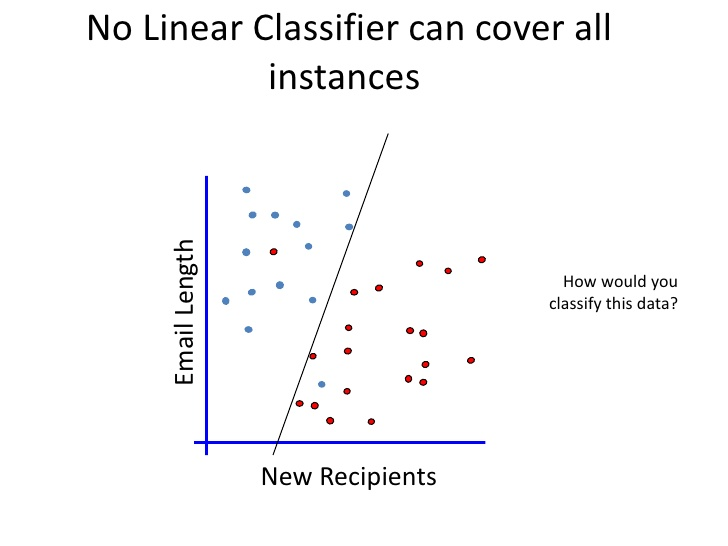 No Linear Classifier can cover all
instances
Email Length
How would you
classify this data?
New Recipients